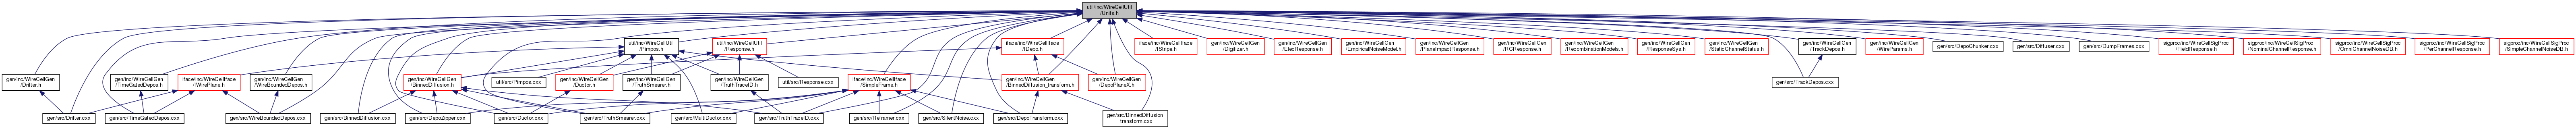 util/inc/WireCellUtil
/Units.h
util/inc/WireCellUtil
/Pimpos.h
util/inc/WireCellUtil
/Response.h
iface/inc/WireCellIface
/IDepo.h
iface/inc/WireCellIface
/IStripe.h
gen/inc/WireCellGen
/Digitizer.h
gen/inc/WireCellGen
/ElecResponse.h
gen/inc/WireCellGen
/EmpiricalNoiseModel.h
gen/inc/WireCellGen
/PlaneImpactResponse.h
gen/inc/WireCellGen
/RCResponse.h
gen/inc/WireCellGen
/RecombinationModels.h
gen/inc/WireCellGen
/ResponseSys.h
gen/inc/WireCellGen
/StaticChannelStatus.h
gen/inc/WireCellGen
/TrackDepos.h
gen/inc/WireCellGen
/WireParams.h
gen/src/DepoChunker.cxx
gen/src/Diffuser.cxx
gen/src/DumpFrames.cxx
sigproc/inc/WireCellSigProc
/FieldResponse.h
sigproc/inc/WireCellSigProc
/NominalChannelResponse.h
sigproc/inc/WireCellSigProc
/OmniChannelNoiseDB.h
sigproc/inc/WireCellSigProc
/PerChannelResponse.h
sigproc/inc/WireCellSigProc
/SimpleChannelNoiseDB.h
gen/inc/WireCellGen
/Drifter.h
gen/inc/WireCellGen
/TimeGatedDepos.h
iface/inc/WireCellIface
/IWirePlane.h
gen/inc/WireCellGen
/WireBoundedDepos.h
gen/inc/WireCellGen
/BinnedDiffusion.h
util/src/Pimpos.cxx
gen/inc/WireCellGen
/Ductor.h
gen/inc/WireCellGen
/TruthSmearer.h
gen/inc/WireCellGen
/TruthTraceID.h
util/src/Response.cxx
iface/inc/WireCellIface
/SimpleFrame.h
gen/inc/WireCellGen
/BinnedDiffusion_transform.h
gen/inc/WireCellGen
/DepoPlaneX.h
gen/src/TrackDepos.cxx
gen/src/Drifter.cxx
gen/src/TimeGatedDepos.cxx
gen/src/WireBoundedDepos.cxx
gen/src/BinnedDiffusion.cxx
gen/src/DepoZipper.cxx
gen/src/Ductor.cxx
gen/src/TruthSmearer.cxx
gen/src/MultiDuctor.cxx
gen/src/TruthTraceID.cxx
gen/src/Reframer.cxx
gen/src/SilentNoise.cxx
gen/src/DepoTransform.cxx
gen/src/BinnedDiffusion
_transform.cxx